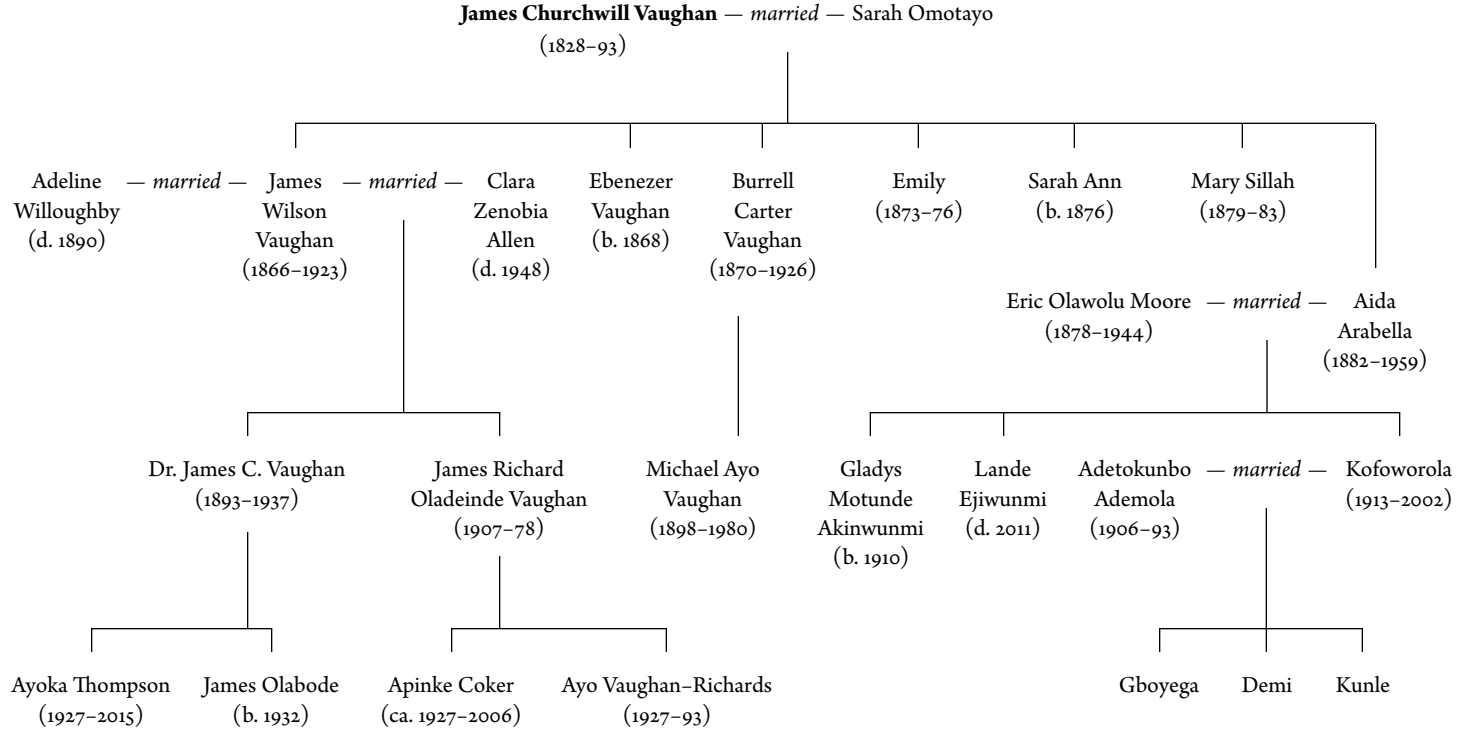 James Churchwill Vaughan — married — Sarah Omotayo
(1828–93)
Adeline
Willoughby
(d. 1890)
— married —
James
Wilson
Vaughan
(1866–1923)
— married —
Clara
Zenobia
Allen
(d. 1948)
Ebenezer
Vaughan
(b. 1868)
Burrell
Carter
Vaughan
(1870–1926)
Emily
(1873–76)
Sarah Ann
(b. 1876)
Mary Sillah
(1879–83)
Eric Olawolu Moore
(1878–1944)
— married —
Aida
Arabella
(1882–1959)
Dr. James C. Vaughan
(1893–1937)
James Richard
Oladeinde Vaughan
(1907–78)
Michael Ayo
Vaughan
(1898–1980)
Gladys
Motunde
Akinwunmi
(b. 1910)
Lande
Ejiwunmi
(d. 2011)
Adetokunbo
Ademola
(1906–93)
— married —
Kofoworola
(1913–2002)
Ayoka Thompson
(1927–2015)
James Olabode
(b. 1932)
Apinke Coker
(ca. 1927–2006)
Ayo Vaughan–Richards
(1927–93)
Gboyega
Demi
Kunle